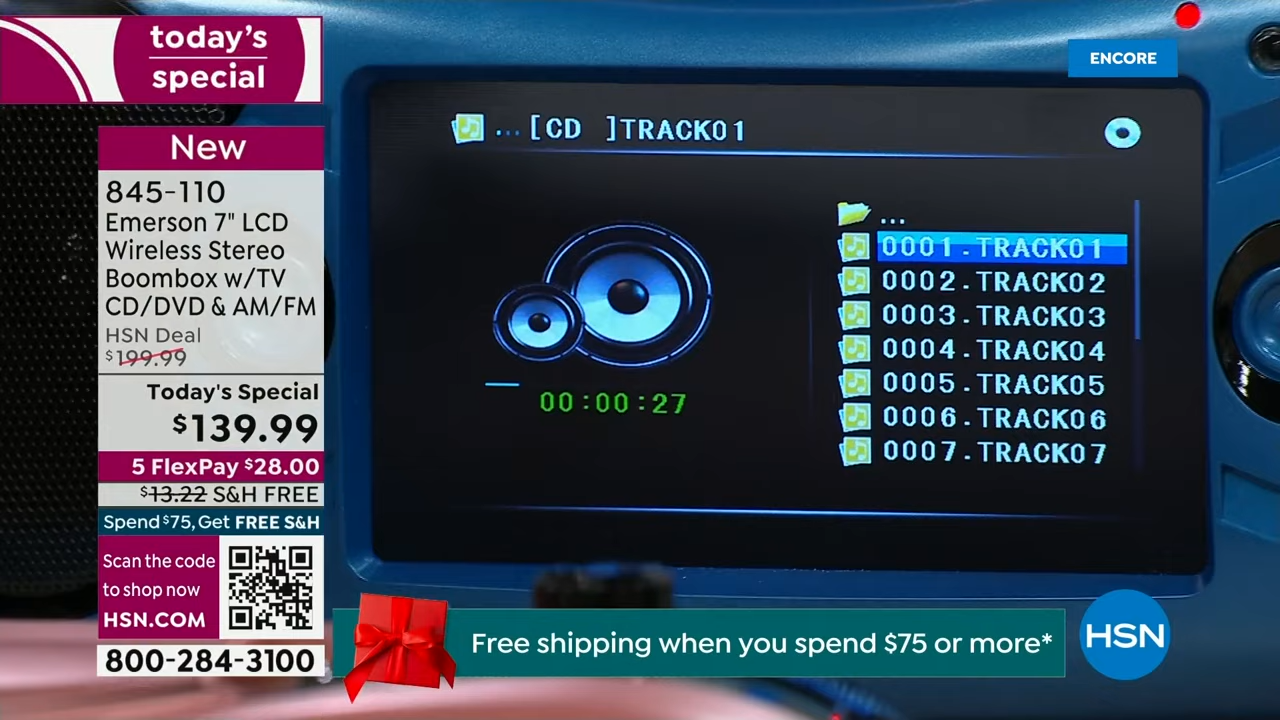 today's
special
ENCORE
New
845-110
Emerson 7" LCD
Wireless Stereo
Boombox w/TV
CD/DVD & AM/FM
HSN Deal
$199.99
Today's Special
$139.99
5 FlexPay $28.00
$13.22 S&H FREE
Spend $75, Get FREE S&H
Scan the code
to shop now
HSN.COM
800-284-3100
...[CD ]TRACK01
...
0001.TRACK01
0002.TRACK02
0003.TRACK03
0004.TRACK04
0005.TRACK05
0006.TRACK06
0007.TRACK07
00:00:27
Free shipping when you spend $75 or more*
HSN